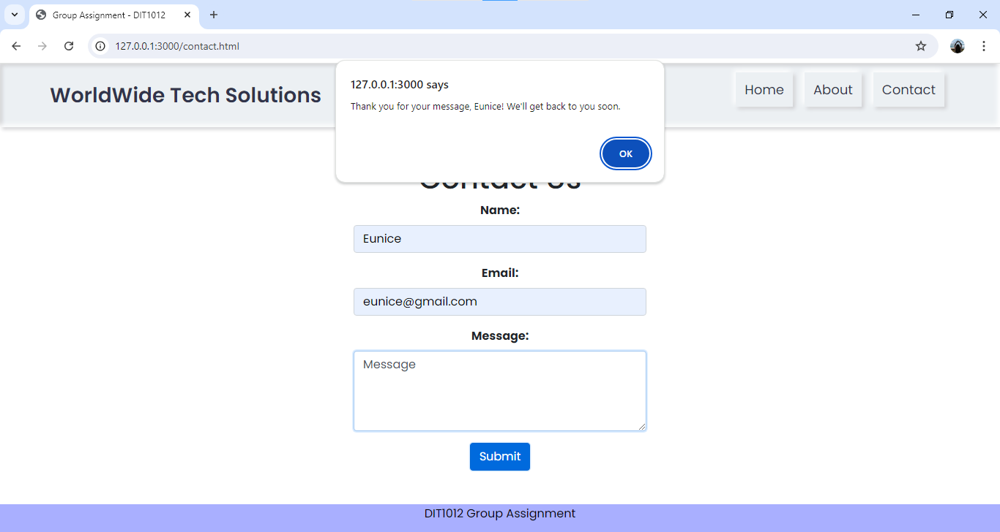 Group Assignment - DIT1012
127.0.0.1:3000/contact.html
WorldWide Tech Solutions
Home
About
Contact
127.0.0.1:3000 says
Thank you for your message, Eunice! We'll get back to you soon.
OK
Contact Us
Name:
Eunice
Email:
eunice@gmail.com
Message:
Message
Submit
DIT1012 Group Assignment